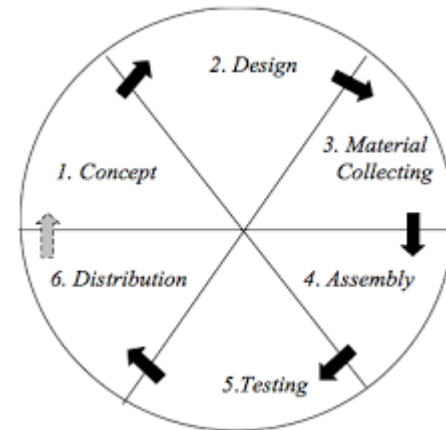 1. Concept
2. Design
3. Material
Collecting
4. Assembly
5.Testing
6. Distribution